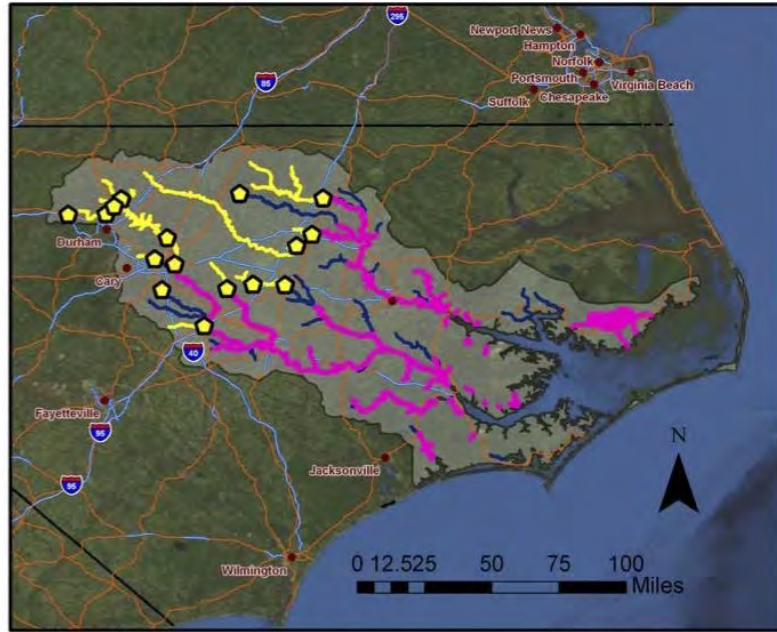 295
Newport News
Hampton
Norfolk
Portsmouth
Virginia Beach
Suffolk
Chesapeake
85
Durham
Cary
40
Fayetteville
95
95
Jacksonville
Wilmington
N
0 12.525 50 75 100
Miles